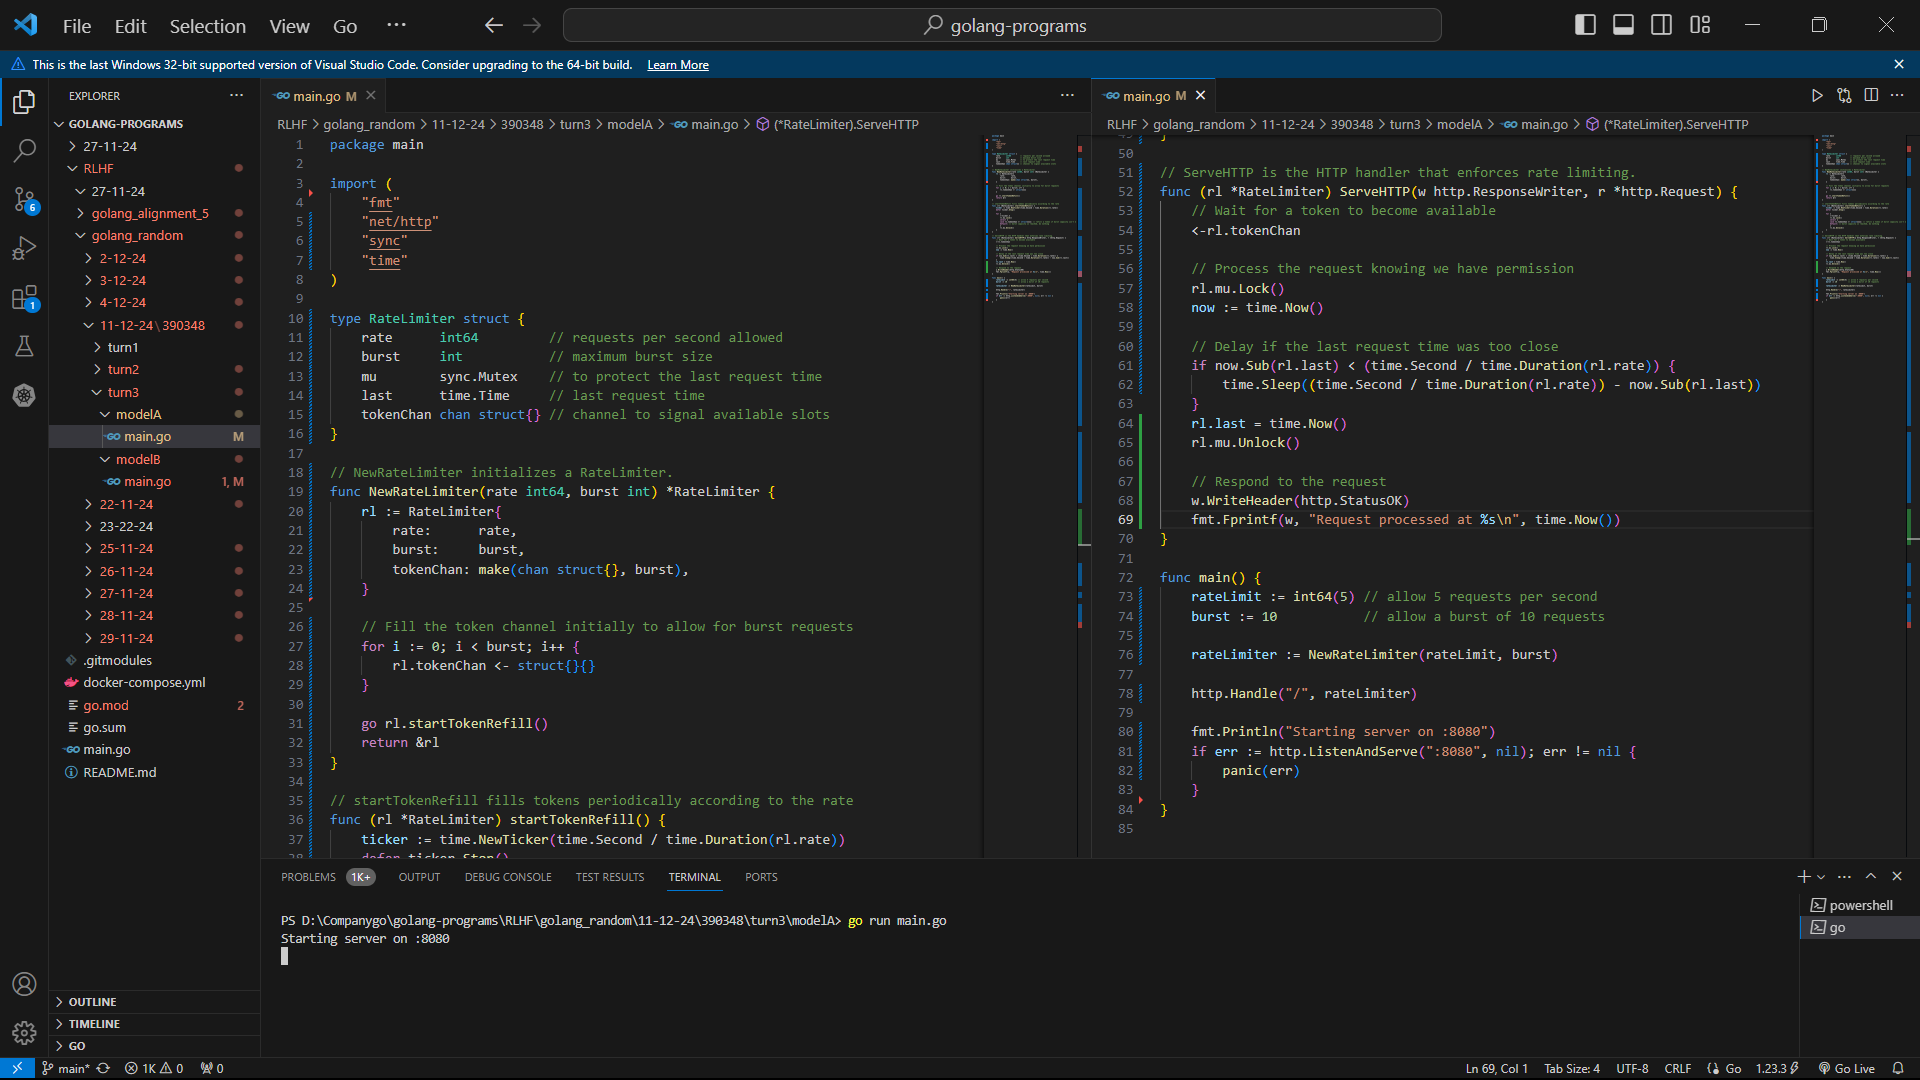 File Edit Selection View Go ··· golang-programs
This is the last Windows 32-bit supported version of Visual Studio Code. Consider upgrading to the 64-bit build. Learn More
EXPLORER
GOLANG-PROGRAMS
27-11-24
RLHF
27-11-24
golang_alignment_5
golang_random
2-12-24
3-12-24
4-12-24
11-12-24\390348
turn1
turn2
turn3
modelA
main.go M
modelB
main.go 1, M
22-11-24
23-22-24
25-11-24
26-11-24
27-11-24
28-11-24
29-11-24
.gitmodules
docker-compose.yml
go.mod 2
go.sum
main.go
README.md
OUTLINE
TIMELINE
GO
6
1
main.go M
RLHF > golang_random > 11-12-24 > 390348 > turn3 > modelA > main.go > (*RateLimiter).ServeHTTP
1 package main
2
3 import (
4 "fmt"
5 "net/http"
6 "sync"
7 "time"
8 )
9
10 type RateLimiter struct {
11 rate int64 // requests per second allowed
12 burst int // maximum burst size
13 mu sync.Mutex // to protect the last request time
14 last time.Time // last request time
15 tokenChan chan struct{} // channel to signal available slots
16 }
17
18 // NewRateLimiter initializes a RateLimiter.
19 func NewRateLimiter(rate int64, burst int) *RateLimiter {
20 rl := RateLimiter{
21 rate: rate,
22 burst: burst,
23 tokenChan: make(chan struct{}, burst),
24 }
25
26 // Fill the token channel initially to allow for burst requests
27 for i := 0; i < burst; i++ {
28 rl.tokenChan <- struct{}{}
29 }
30
31 go rl.startTokenRefill()
32 return &rl
33 }
34
35 // startTokenRefill fills tokens periodically according to the rate
36 func (rl *RateLimiter) startTokenRefill() {
37 ticker := time.NewTicker(time.Second / time.Duration(rl.rate))
38 defer ticker.Stop()
main.go M
RLHF > golang_random > 11-12-24 > 390348 > turn3 > modelA > main.go > (*RateLimiter).ServeHTTP
50
51 // ServeHTTP is the HTTP handler that enforces rate limiting.
52 func (rl *RateLimiter) ServeHTTP(w http.ResponseWriter, r *http.Request) {
53 // Wait for a token to become available
54 <-rl.tokenChan
55
56 // Process the request knowing we have permission
57 rl.mu.Lock()
58 now := time.Now()
59
60 // Delay if the last request time was too close
61 if now.Sub(rl.last) < (time.Second / time.Duration(rl.rate)) {
62 time.Sleep((time.Second / time.Duration(rl.rate)) - now.Sub(rl.last))
63 }
64 rl.last = time.Now()
65 rl.mu.Unlock()
66
67 // Respond to the request
68 w.WriteHeader(http.StatusOK)
69 fmt.Fprintf(w, "Request processed at %s\n", time.Now())
70 }
71
72 func main() {
73 rateLimit := int64(5) // allow 5 requests per second
74 burst := 10 // allow a burst of 10 requests
75
76 rateLimiter := NewRateLimiter(rateLimit, burst)
77
78 http.Handle("/", rateLimiter)
79
80 fmt.Println("Starting server on :8080")
81 if err := http.ListenAndServe(":8080", nil); err != nil {
82 panic(err)
83 }
84 }
85
PROBLEMS 1K+ OUTPUT DEBUG CONSOLE TEST RESULTS TERMINAL PORTS
PS D:\Companygo\golang-programs\RLHF\golang_random\11-12-24\390348\turn3\modelA> go run main.go
Starting server on :8080
powershell
go
main* 1K 0 0 Ln 69, Col 1 Tab Size: 4 UTF-8 CRLF Go 1.23.3 Go Live